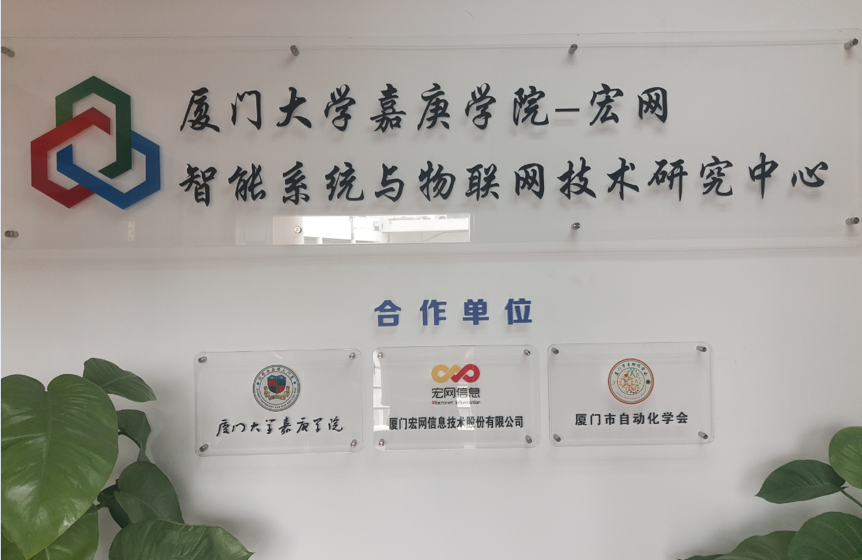 厦门大学嘉庚学院-宏网
智能系统与物联网技术研究中心
合作单位
厦门大学嘉庚学院
宏网信息
厦门宏网信息技术股份有限公司
厦门市自动化学会